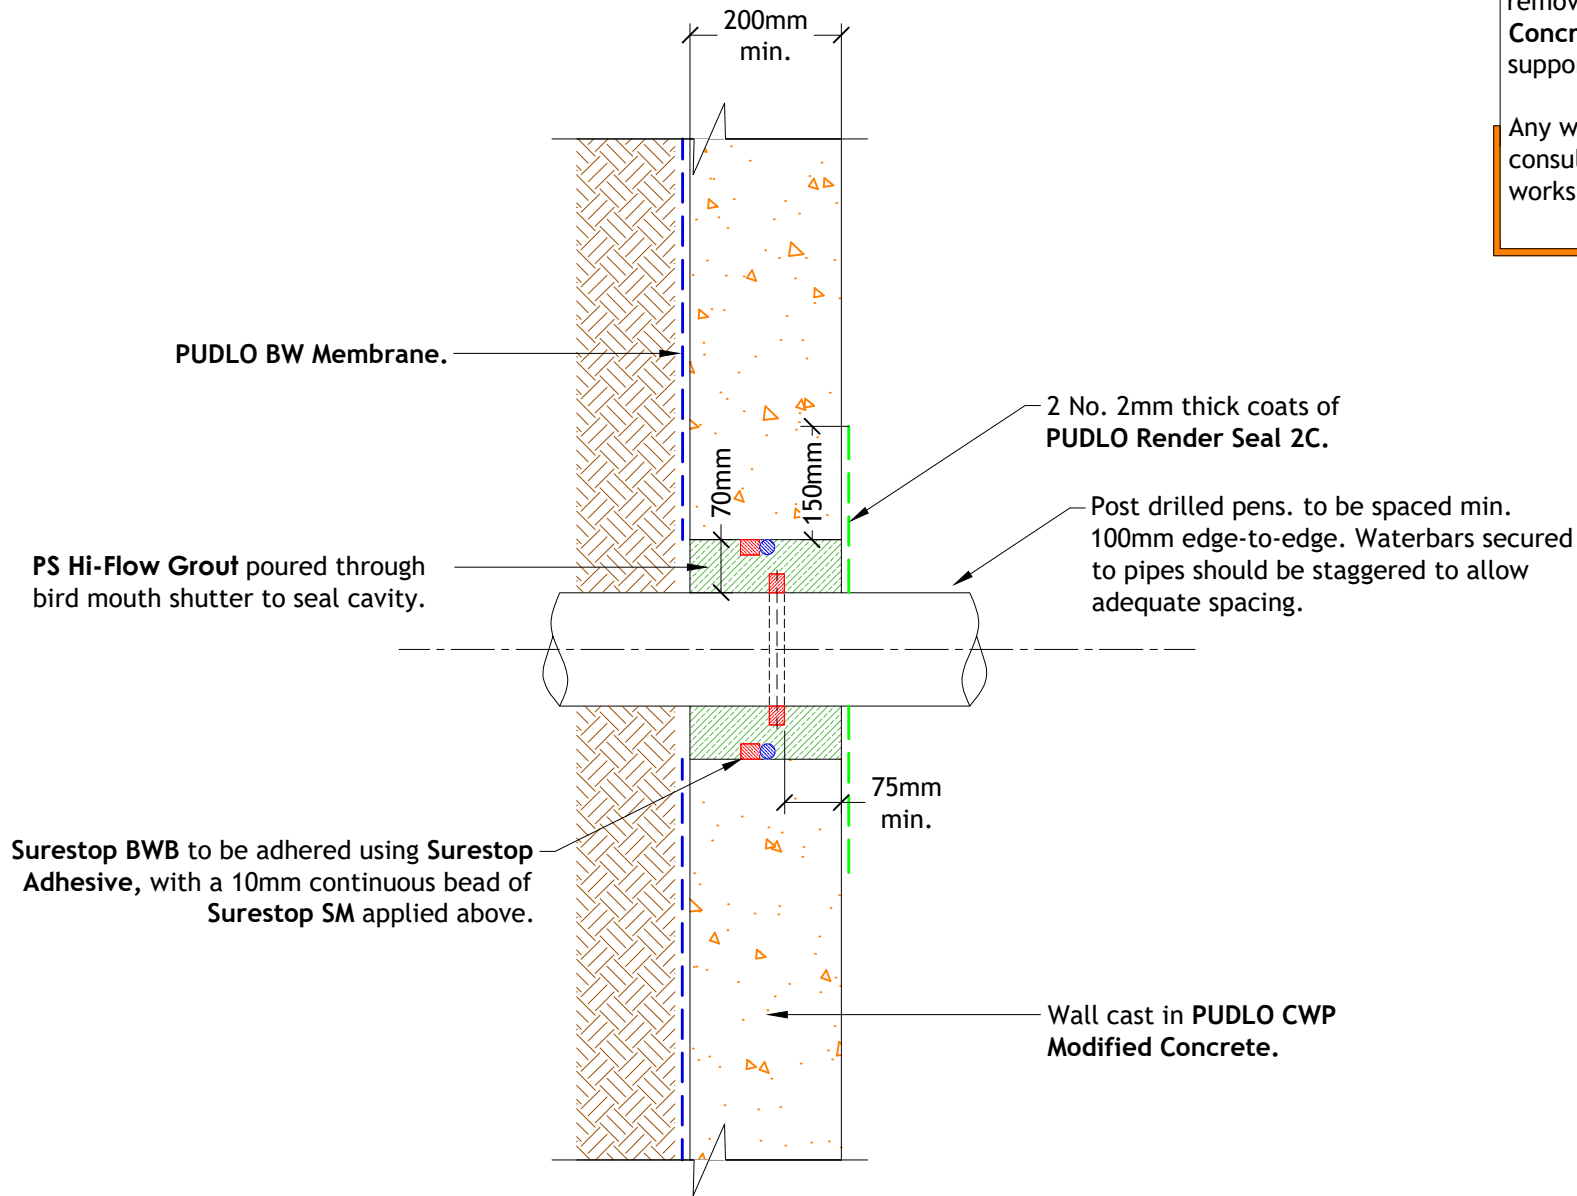 200mm
min.
Concr
suppo
Any w
consul
works
PUDLO BW Membrane.
2 No. 2mm thick coats of
PUDLO Render Seal 2C.
70mm
150mm
Post drilled pens. to be spaced min.
100mm edge-to-edge. Waterbars secured
to pipes should be staggered to allow
adequate spacing.
PS Hi-Flow Grout poured through
bird mouth shutter to seal cavity.
75mm
min.
Surestop BWB to be adhered using Surestop
Adhesive, with a 10mm continuous bead of
Surestop SM applied above.
Wall cast in PUDLO CWP
Modified Concrete.